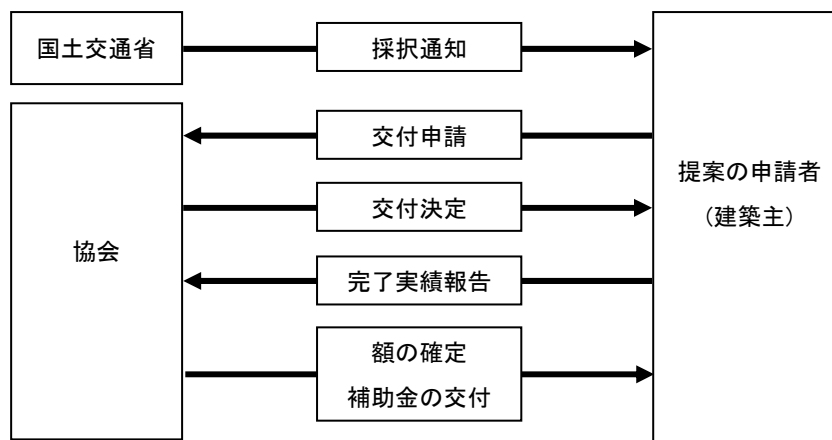 国土交通省
採択通知
交付申請
提案の申請者
（建築主）
交付決定
協会
完了実績報告
額の確定
補助金の交付